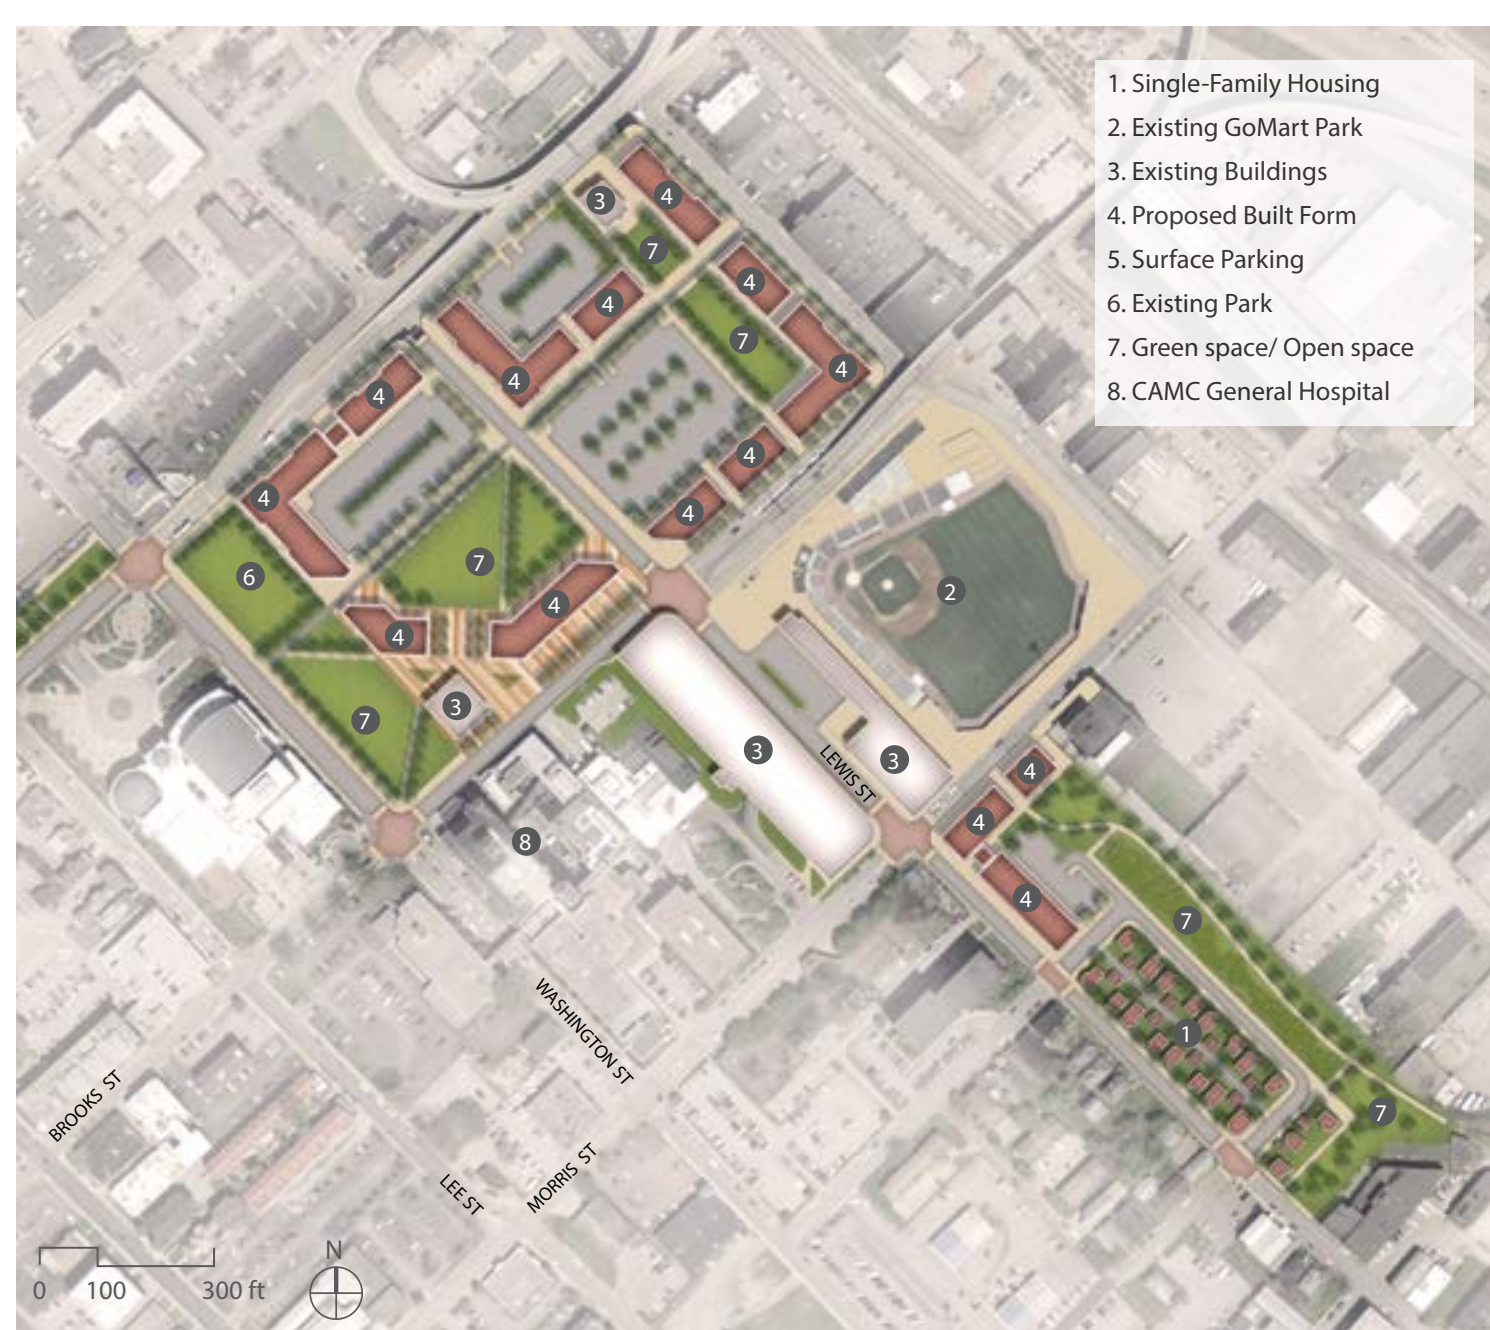 1. Single-Family Housing
2. Existing GoMart Park
3. Existing Buildings
4. Proposed Built Form
5. Surface Parking
6. Existing Park
7. Green space/ Open space
8. CAMC General Hospital
4
3
7
4
4
7
4
4
4
4
4
4
4
7
6
4
2
4
3
7
3
3
LEWIS ST
4
4
8
4
7
WASHINGTON ST
1
BROOKS ST
7
MORRIS ST
LEE ST
N
0 100 300 ft